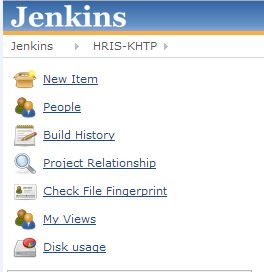 Jenkins
Jenkins HRIS-KHTP
New Item
People
Build History
Project Relationship
Check File Fingerprint
My Views
Disk usage